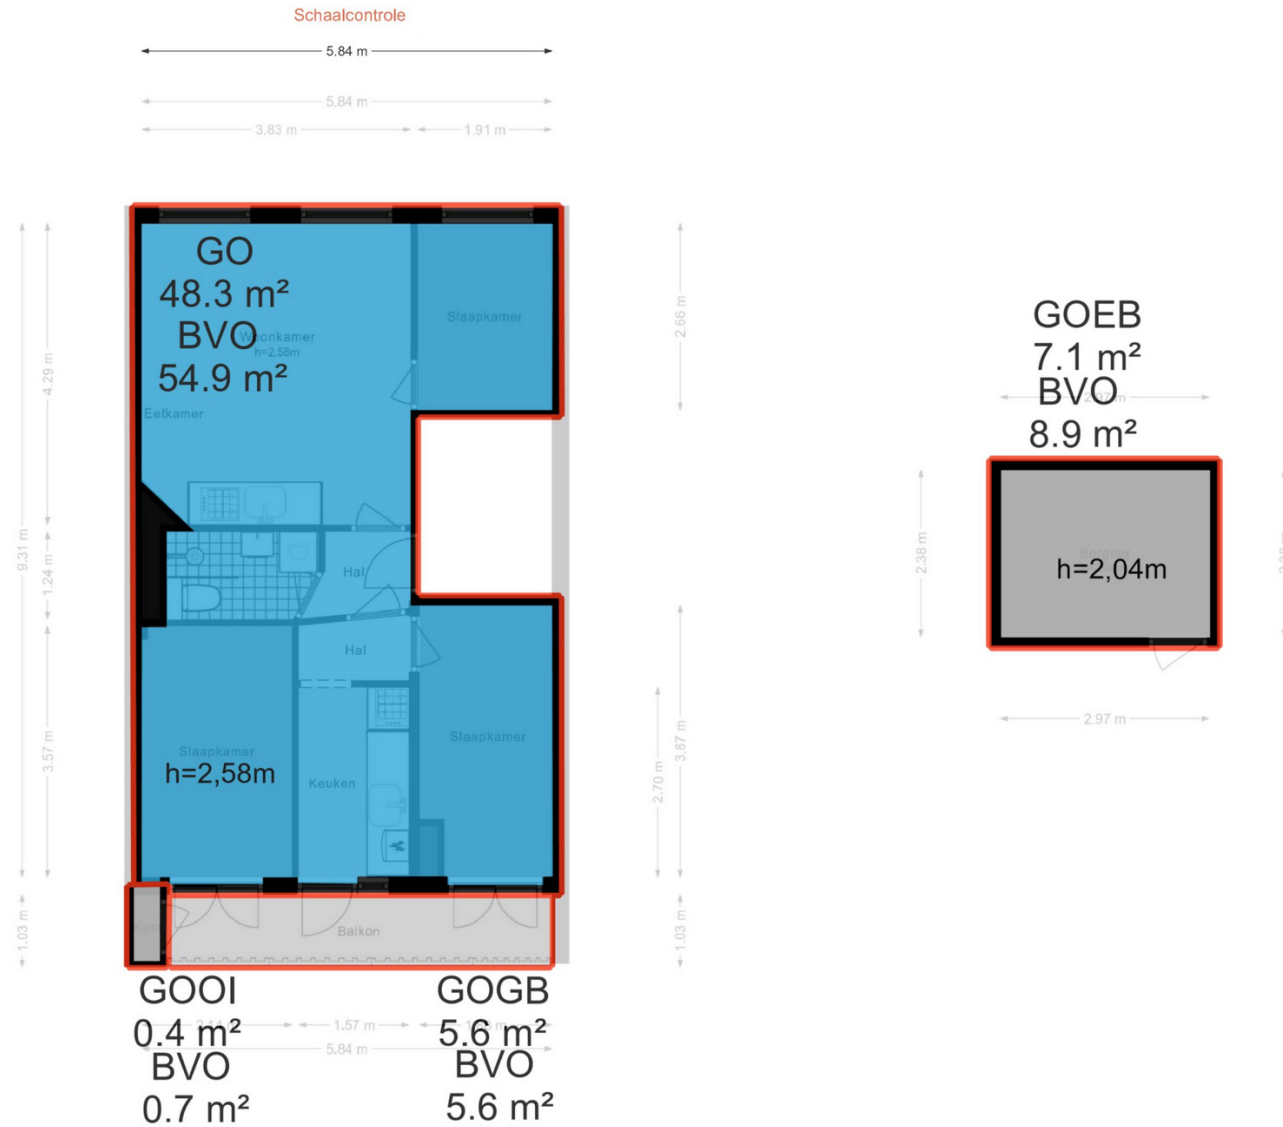 Schaalcontrole
5.84 m
5.84 m
3.83 m
1.91 m
GO
48.3 m²
BVO
54.9 m²
Woonkamer
h=2,58m
Slaapkamer
Eetkamer
2.66 m
4.29 m
9.31 m
1.24 m
3.57 m
Hal
Hal
Slaapkamer
h=2,58m
Keuken
Slaapkamer
2.70 m
3.87 m
1.03 m
1.03 m
Balkon
GOOI
0.4 m²
BVO
0.7 m²
GOGB
5.6 m²
BVO
5.6 m²
1.57 m
5.84 m
GOEB
7.1 m²
BVO
8.9 m²
2.38 m
Berging
h=2,04m
2.97 m